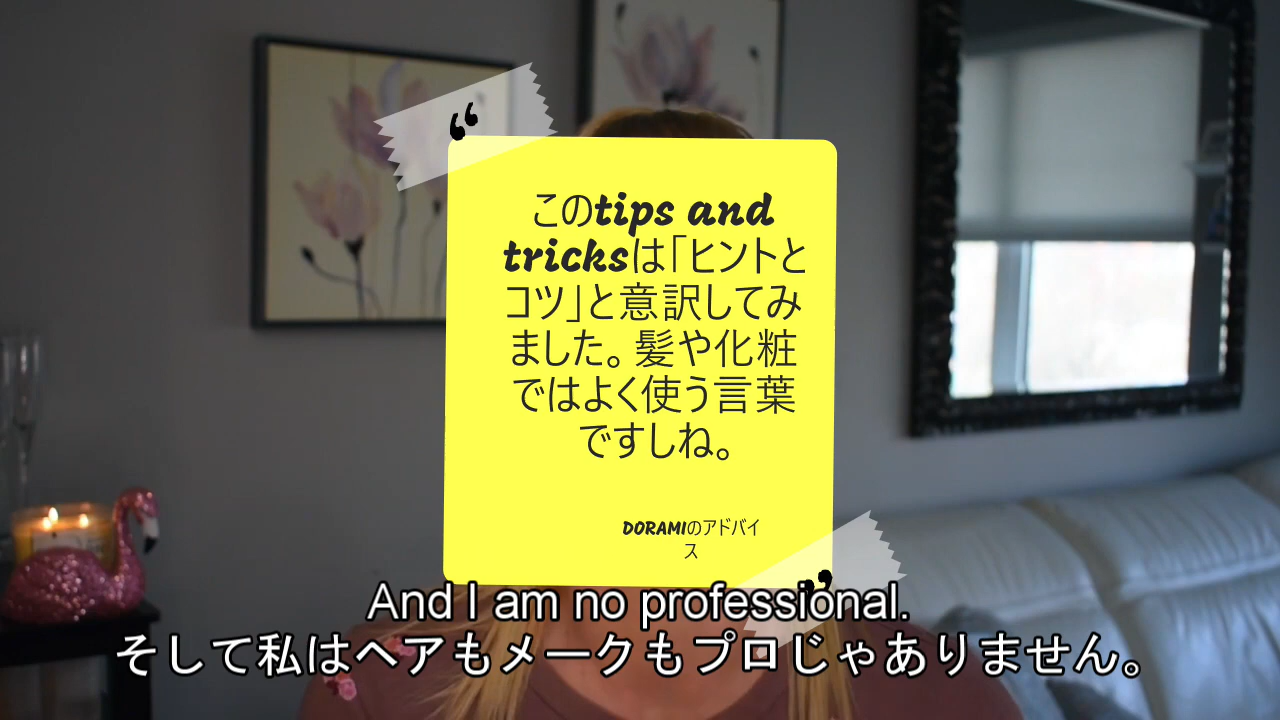 “
このtips and
tricksは「ヒントと
コツ」と意訳してみ
ました。髪や化粧
ではよく使う言葉
ですしね。
DORAMIのアドバイ
ス
”
And I am no professional.
そして私はヘアもメークもプロじゃありません。